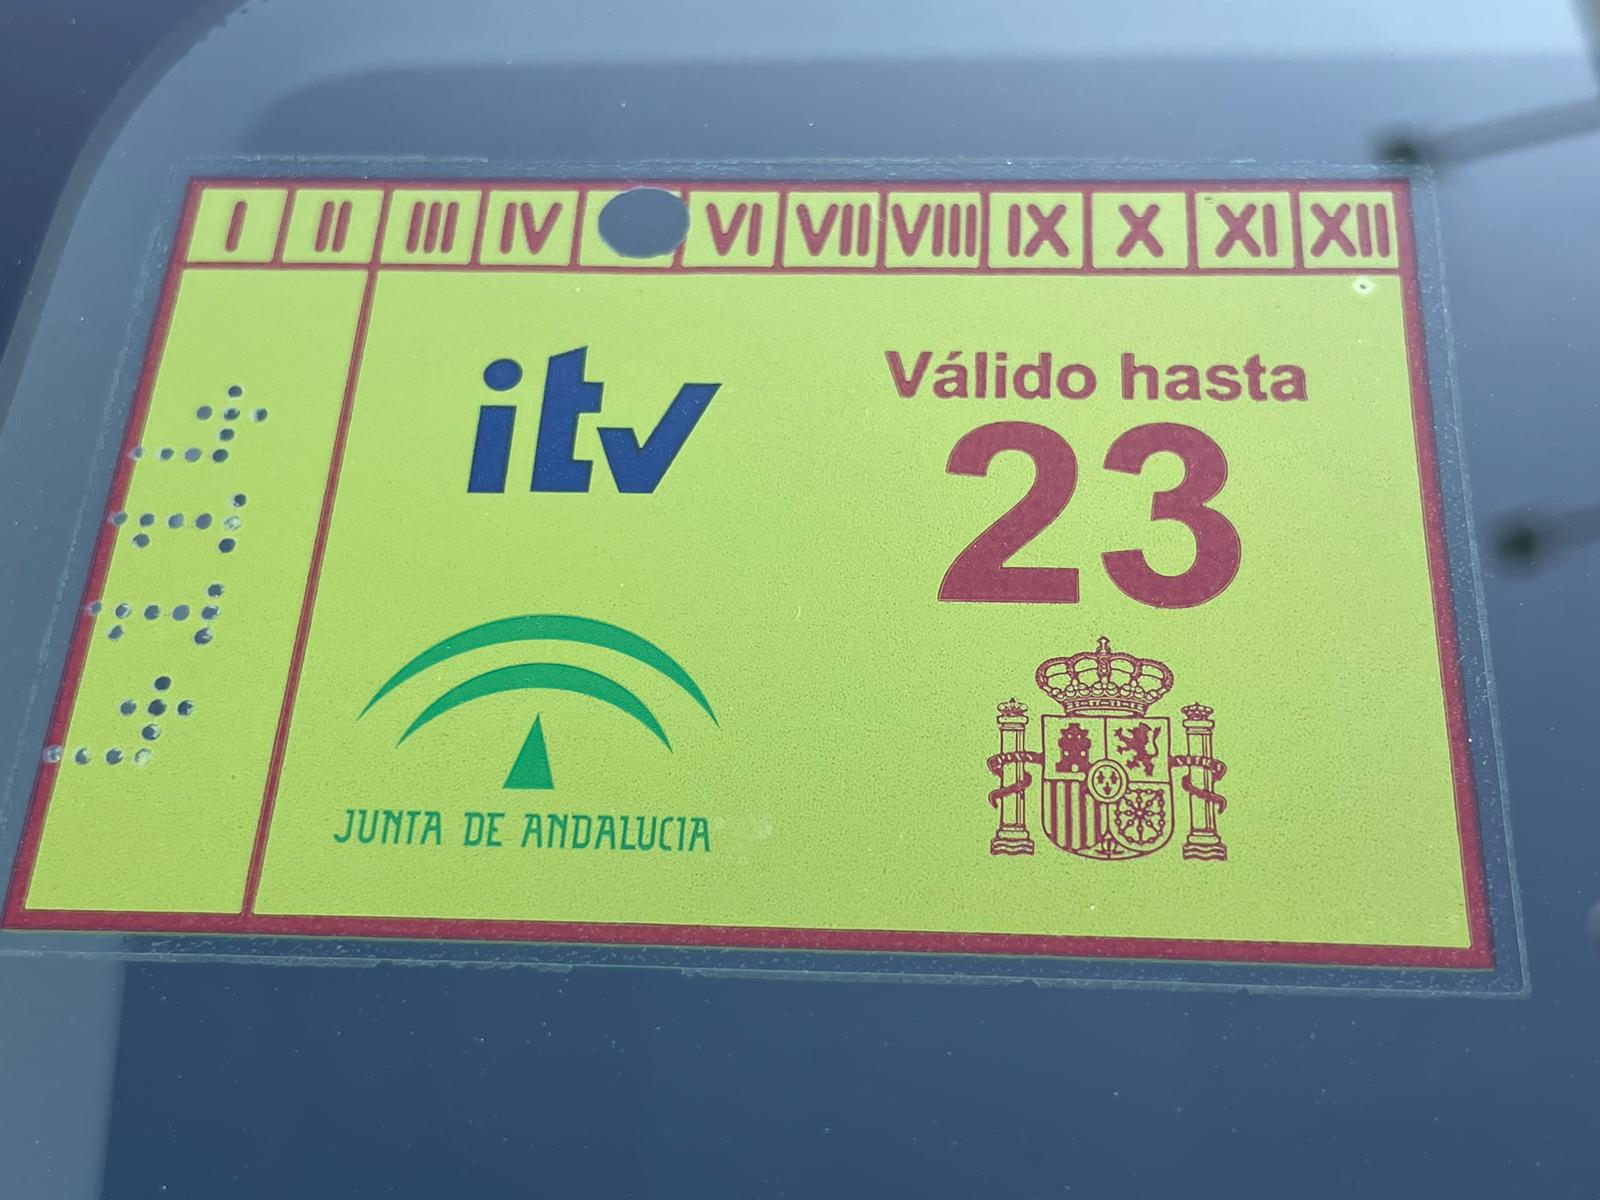 I II III IV VI VII VIII IX X XI XII
itv
Válido hasta
23
JUNTA DE ANDALUCIA